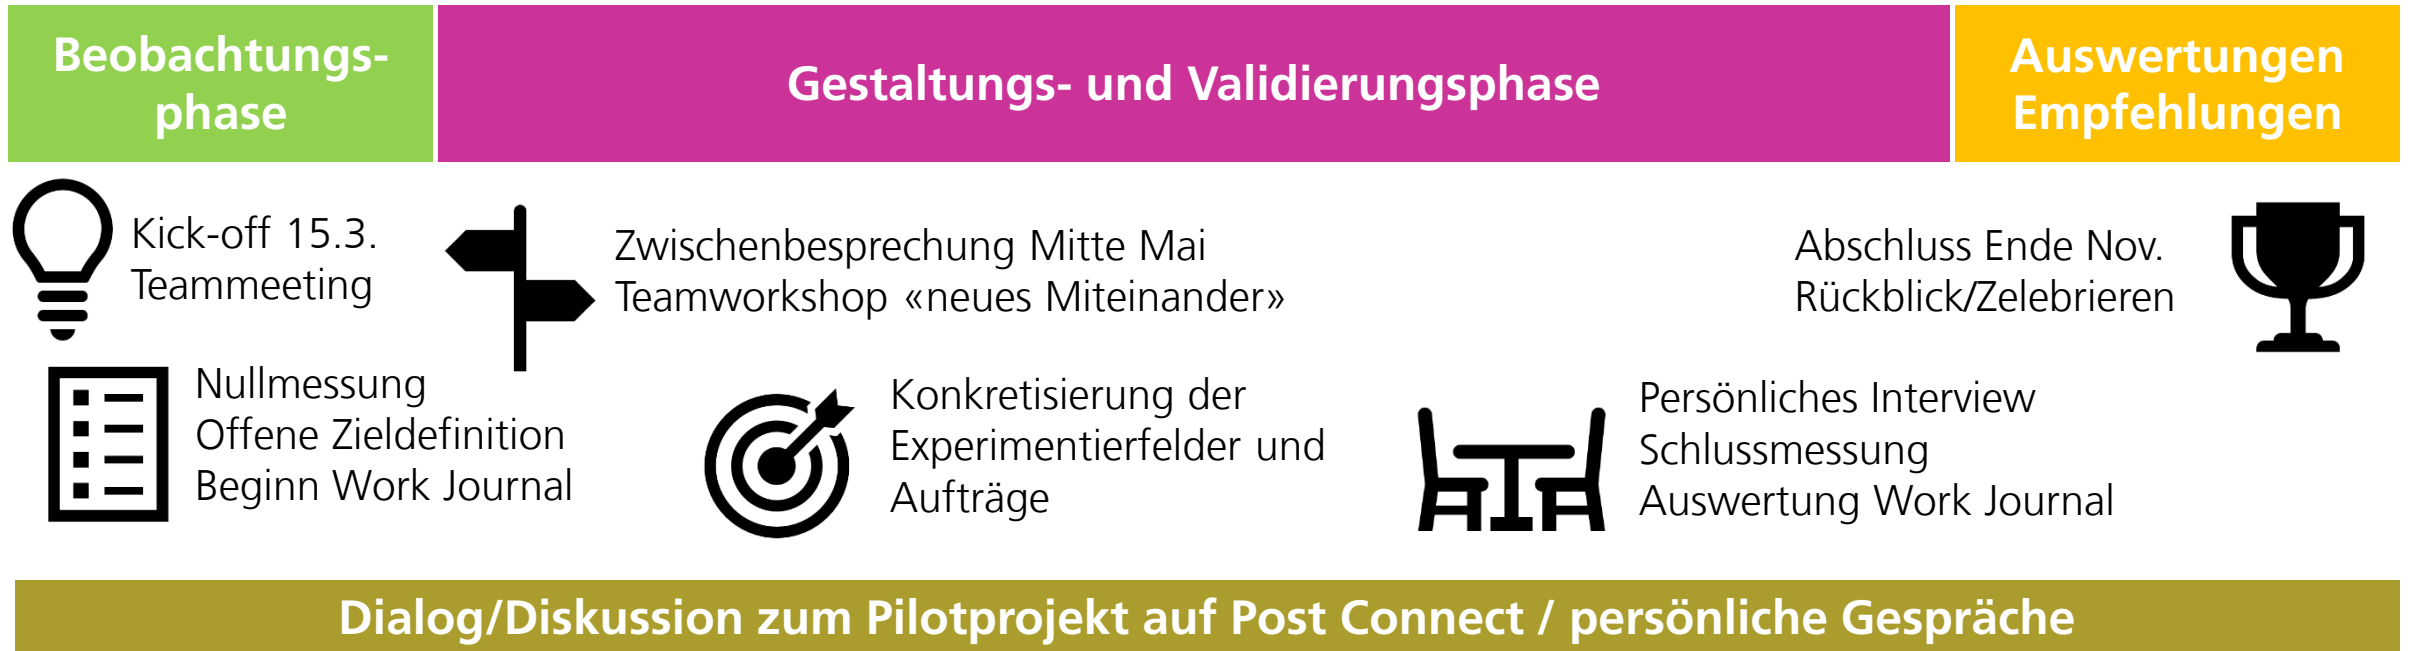 Beobachtungs-
phase
Gestaltungs- und Validierungsphase
Auswertungen
Empfehlungen
Kick-off 15.3.
Teammeeting
Zwischenbesprechung Mitte Mai
Teamworkshop «neues Miteinander»
Abschluss Ende Nov.
Rückblick/Zelebrieren
Nullmessung
Offene Zieldefinition
Beginn Work Journal
Konkretisierung der
Experimentierfelder und
Aufträge
Persönliches Interview
Schlussmessung
Auswertung Work Journal
Dialog/Diskussion zum Pilotprojekt auf Post Connect / persönliche Gespräche